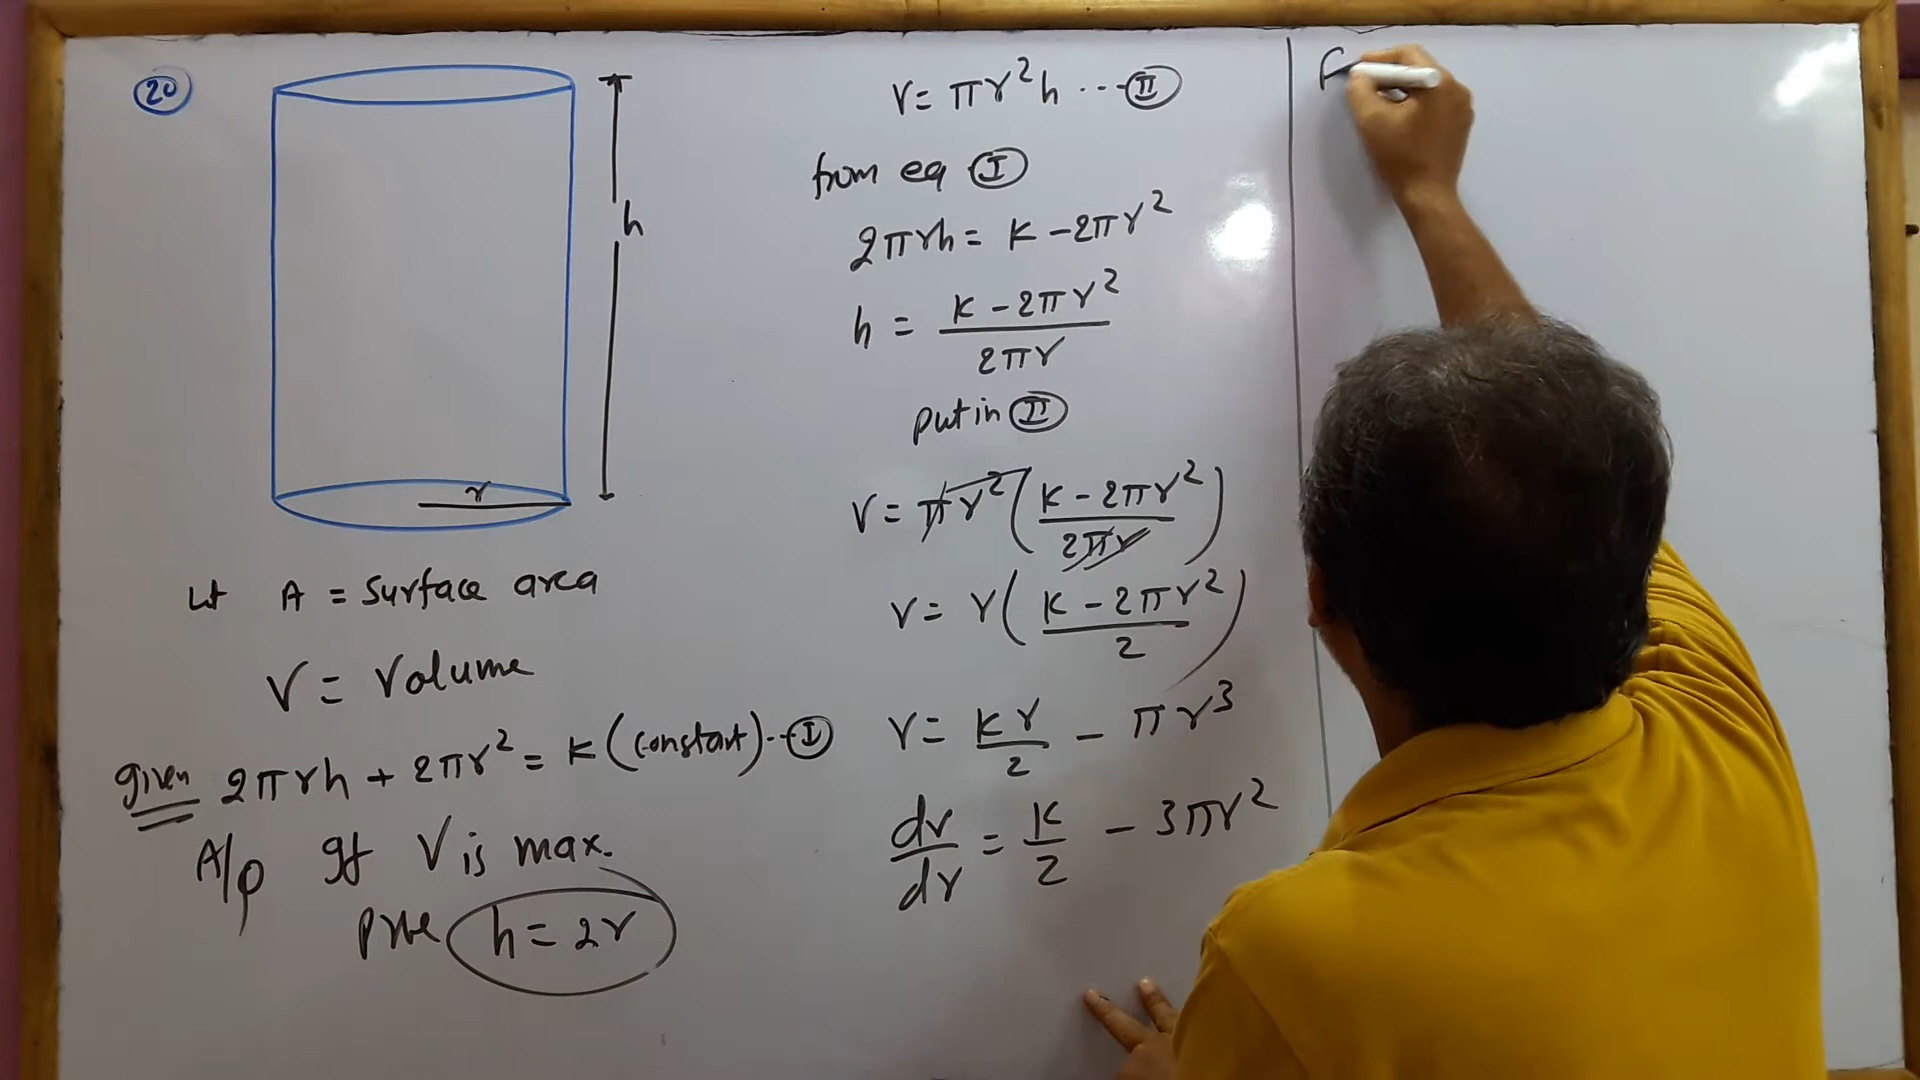 20
h
r
Let A = Surface area
V = Volume
given 2πrh + 2πr² = K (constant)--(I)
A/p If V is max.
prove h = 2r
V = πr²h ---(II)
from eq (I)
2πrh = K - 2πr²
h = (K - 2πr²)/(2πr)
put in (II)
V = πr²((K - 2πr²)/(2πr))
V = r((K - 2πr²)/2)
V = Kr/2 - πr³
dv/dr = K/2 - 3πr²